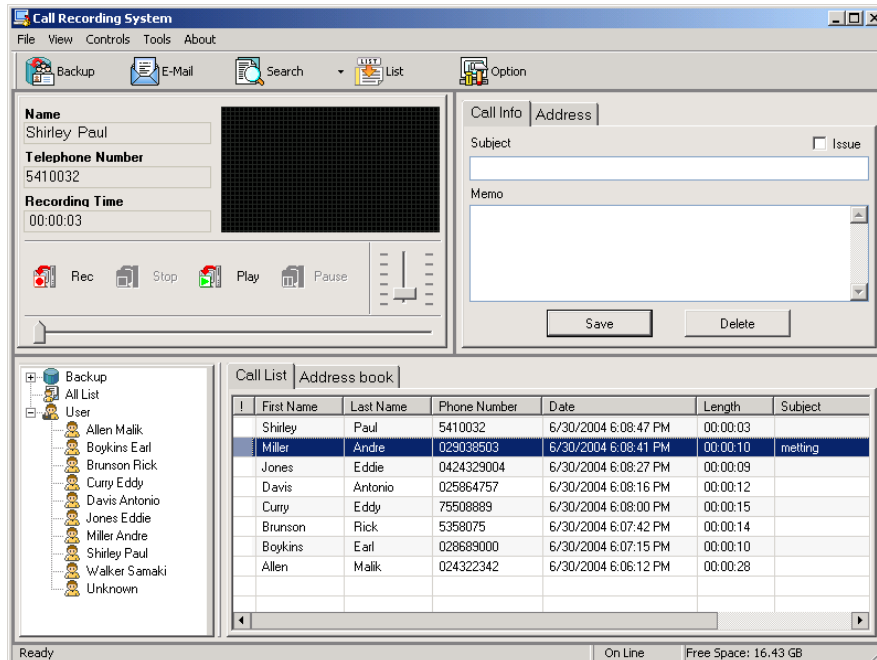 Call Recording System
File View Controls Tools About
Backup E-Mail Search LIST List Option
Name
Shirley Paul
Telephone Number
5410032
Recording Time
00:00:03
Rec Stop Play Pause
Call Info Address
Subject Issue
Memo
Save Delete
Backup
All List
User
Allen Malik
Boykins Earl
Brunson Rick
Curry Eddy
Davis Antonio
Jones Eddie
Miller Andre
Shirley Paul
Walker Samaki
Unknown
Call List Address book
! First Name Last Name Phone Number Date Length Subject
Shirley Paul 5410032 6/30/2004 6:08:47 PM 00:00:03
Miller Andre 029038503 6/30/2004 6:08:41 PM 00:00:10 metting
Jones Eddie 0424329004 6/30/2004 6:08:27 PM 00:00:09
Davis Antonio 025864757 6/30/2004 6:08:16 PM 00:00:12
Curry Eddy 75508889 6/30/2004 6:08:00 PM 00:00:15
Brunson Rick 5358075 6/30/2004 6:07:42 PM 00:00:14
Boykins Earl 028689000 6/30/2004 6:07:15 PM 00:00:10
Allen Malik 024322342 6/30/2004 6:06:12 PM 00:00:28
Ready On Line Free Space: 16.43 GB